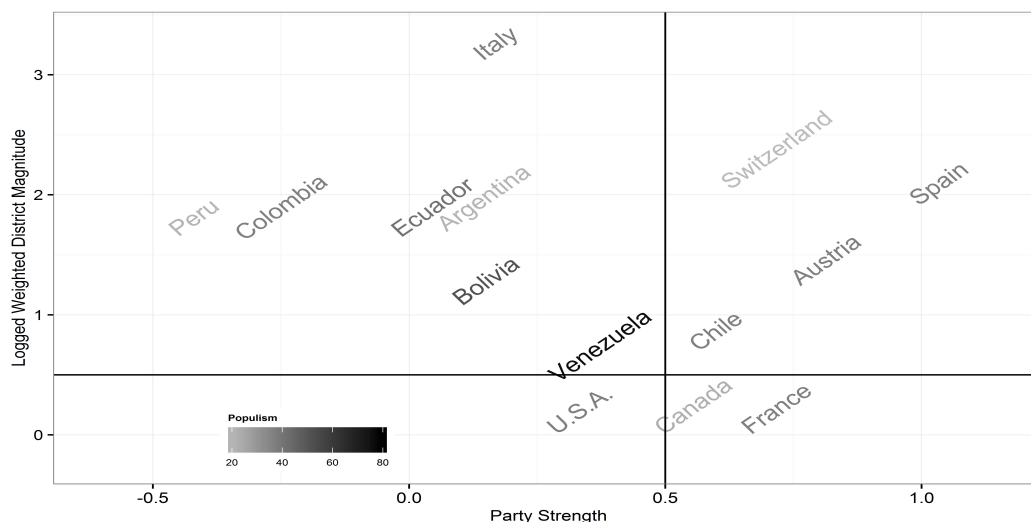 Logged Weighted District Magnitude
3
2
1
0
Italy
Switzerland
Spain
Peru
Colombia
Ecuador
Argentina
Austria
Bolivia
Venezuela
Chile
U.S.A.
Canada
France
Populism
20 40 60 80
-0.5 0.0 0.5 1.0
Party Strength